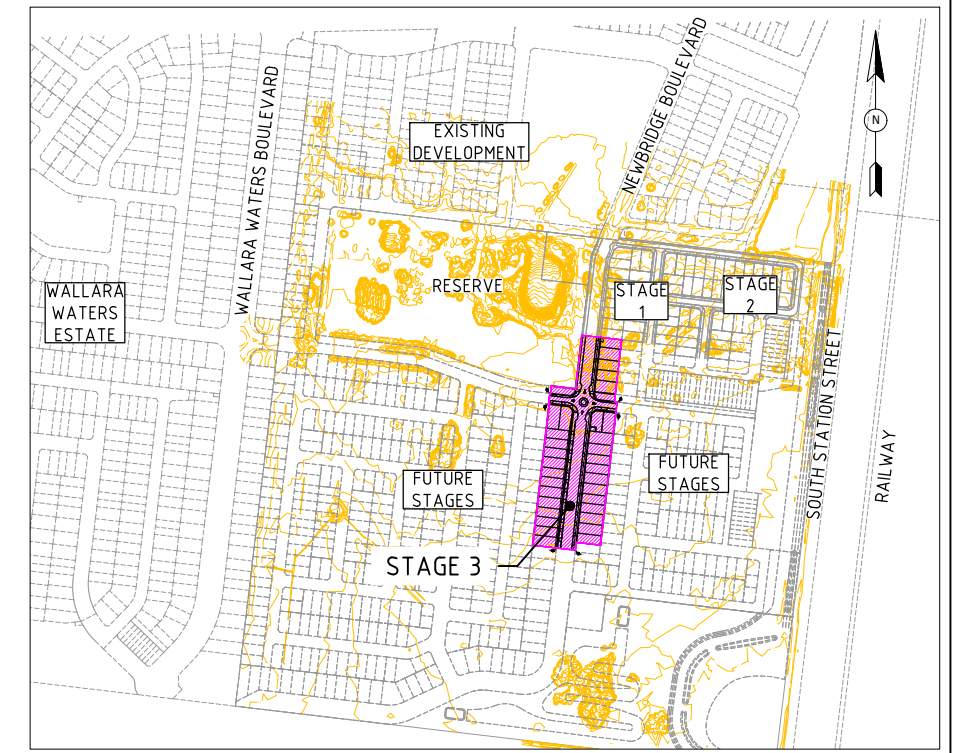 NEWBRIDGE BOULEVARD
WALLARA WATERS BOULEVARD
N
EXISTING
DEVELOPMENT
RESERVE
STAGE
1
STAGE
2
WALLARA
WATERS
ESTATE
SOUTH STATION STREET
RAILWAY
FUTURE
STAGES
FUTURE
STAGES
STAGE 3